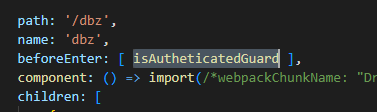 path: '/dbz',
name: 'dbz',
beforeEnter: [ isAutheticatedGuard ],
component: () => import(/*webpackChunkName: "Dr
children: [